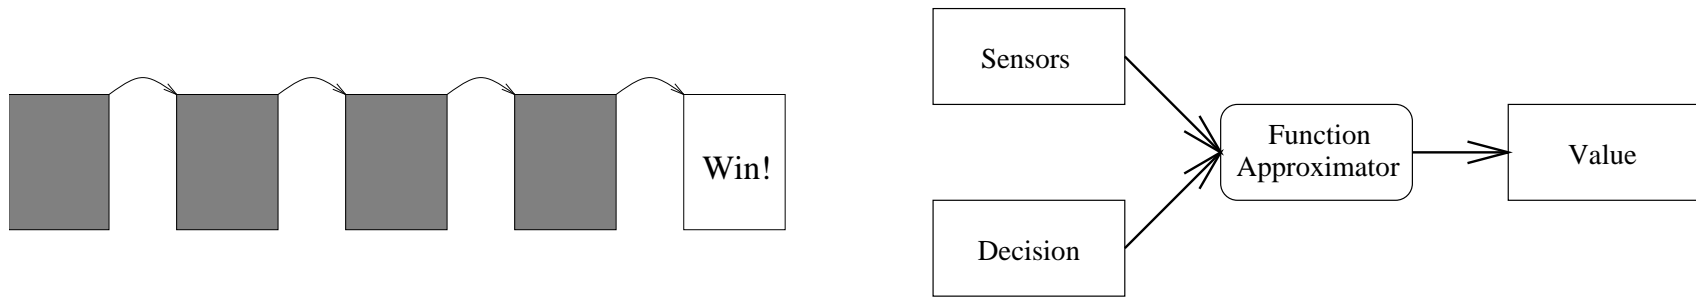 Win!
Sensors
Decision
Function
Approximator
Value